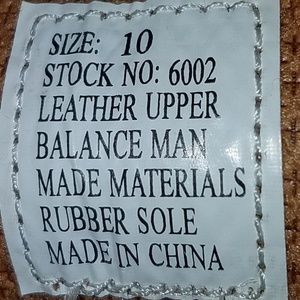 SIZE: 10
STOCK NO: 6002
LEATHER UPPER
BALANCE MAN
MADE MATERIALS
RUBBER SOLE
MADE IN CHINA